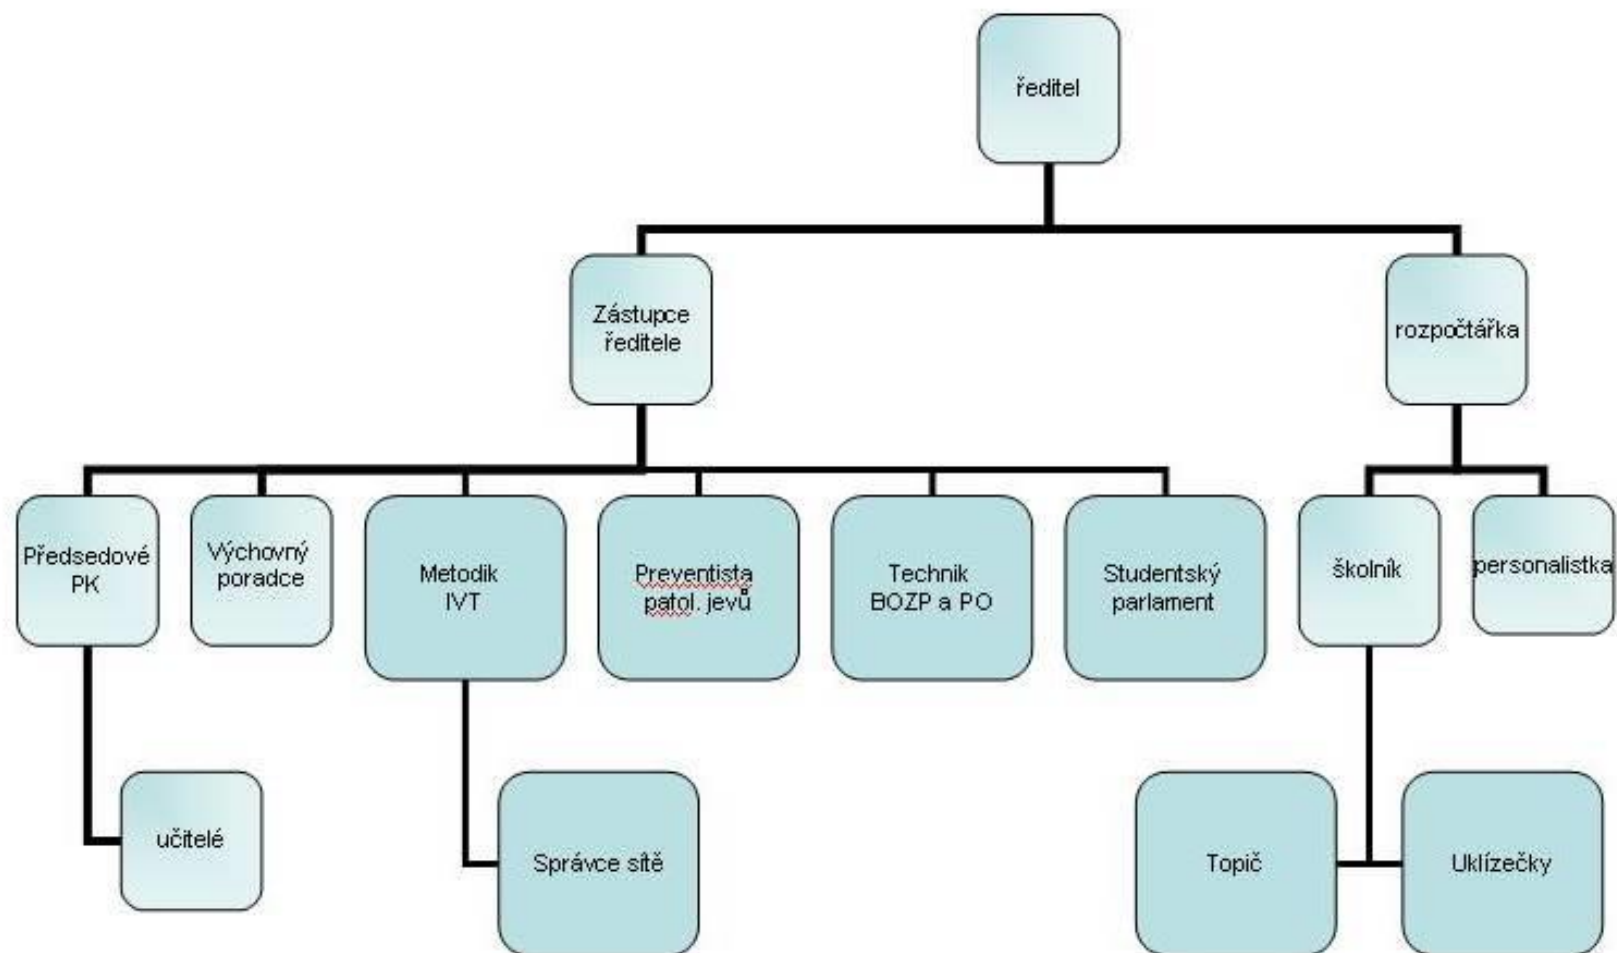 ředitel
Zástupce
ředitele
rozpočtářka
Předsedové
PK
Výchovný
poradce
Metodik
IVT
Preventista
patol. jevů
Technik
BOZP a PO
Studentský
parlament
školník
personalistka
učitelé
Správce sítě
Topič
Uklízečky